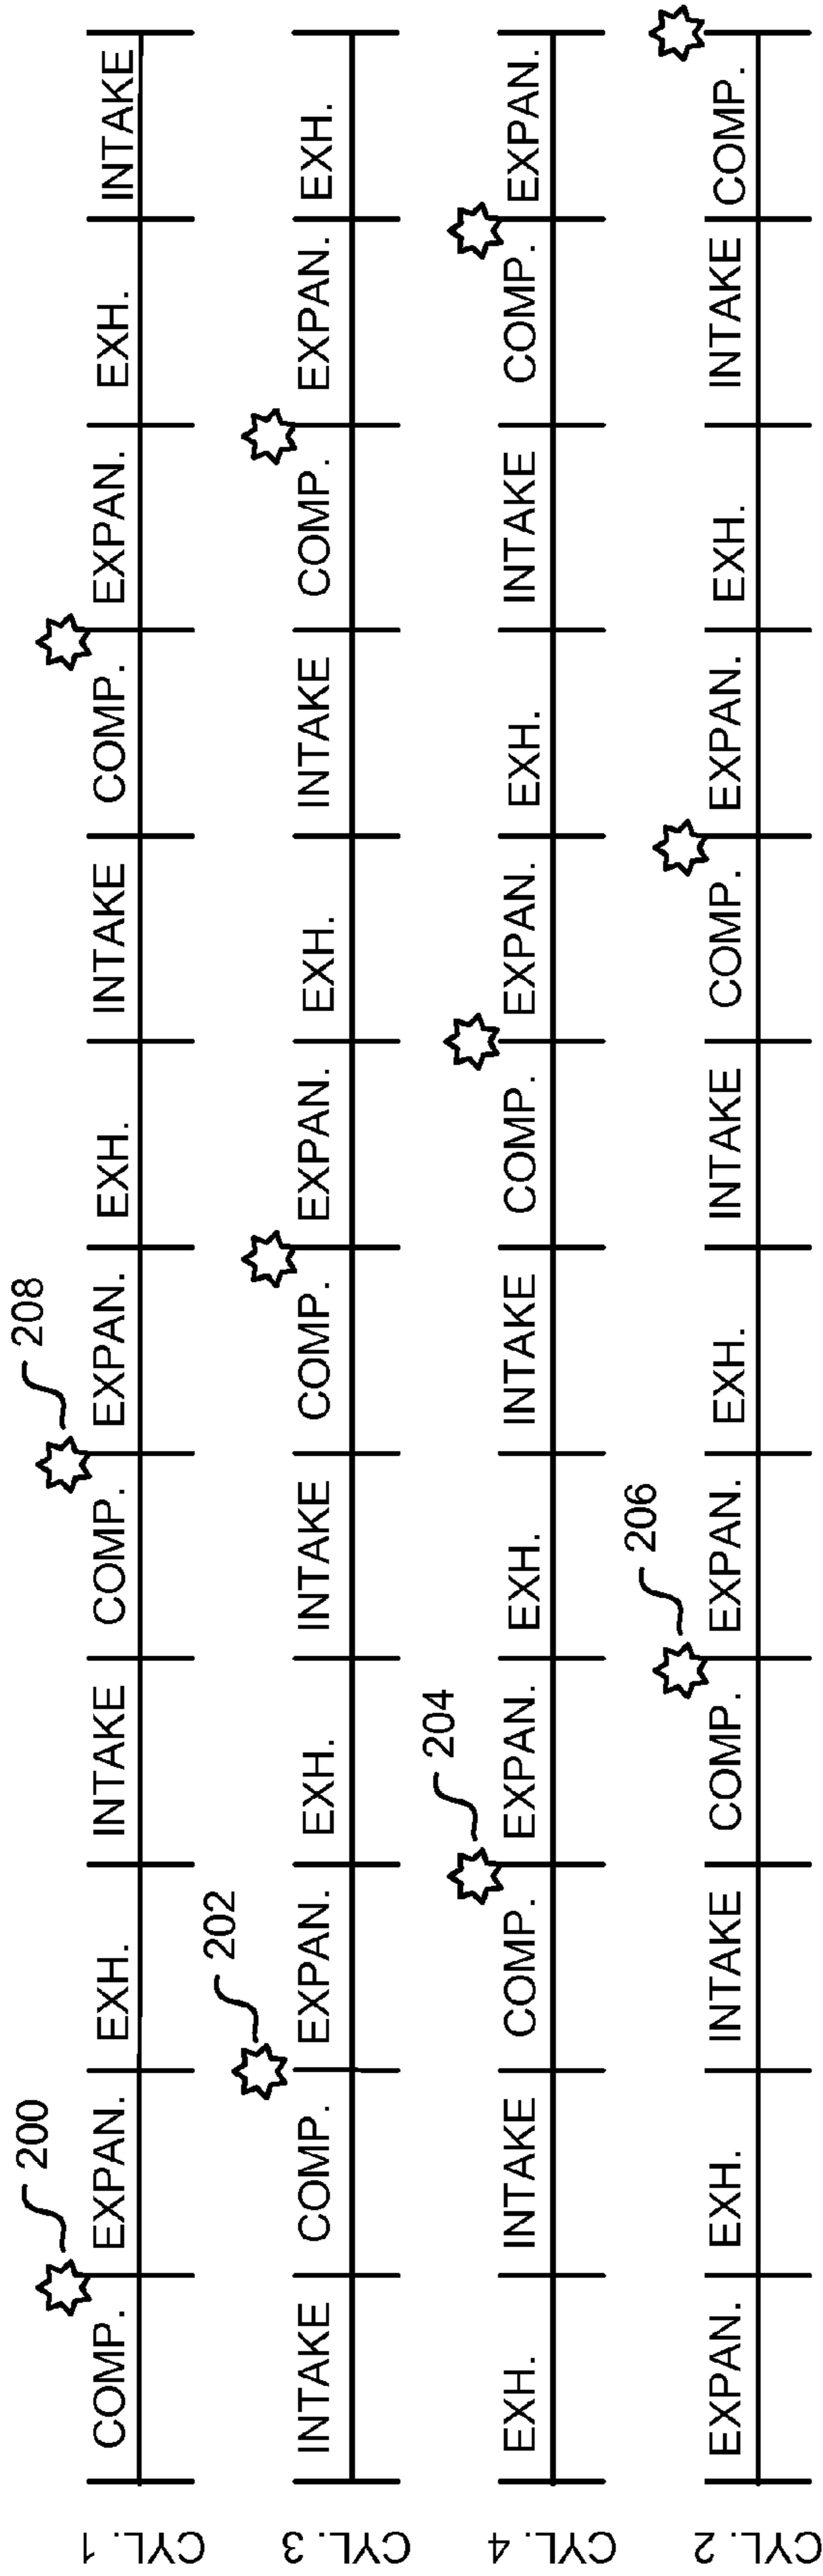 200 208
CYL. 1 COMP. EXPAN. EXH. INTAKE COMP. EXPAN. EXH. INTAKE COMP. EXPAN. EXH. INTAKE
202
CYL. 3 INTAKE COMP. EXPAN. EXH. INTAKE COMP. EXPAN. EXH. INTAKE COMP. EXPAN. EXH.
204
CYL. 4 EXH. INTAKE COMP. EXPAN. EXH. INTAKE COMP. EXPAN. EXH. INTAKE COMP. EXPAN.
206
CYL. 2 EXPAN. EXH. INTAKE COMP. EXPAN. EXH. INTAKE COMP. EXPAN. EXH. INTAKE COMP.